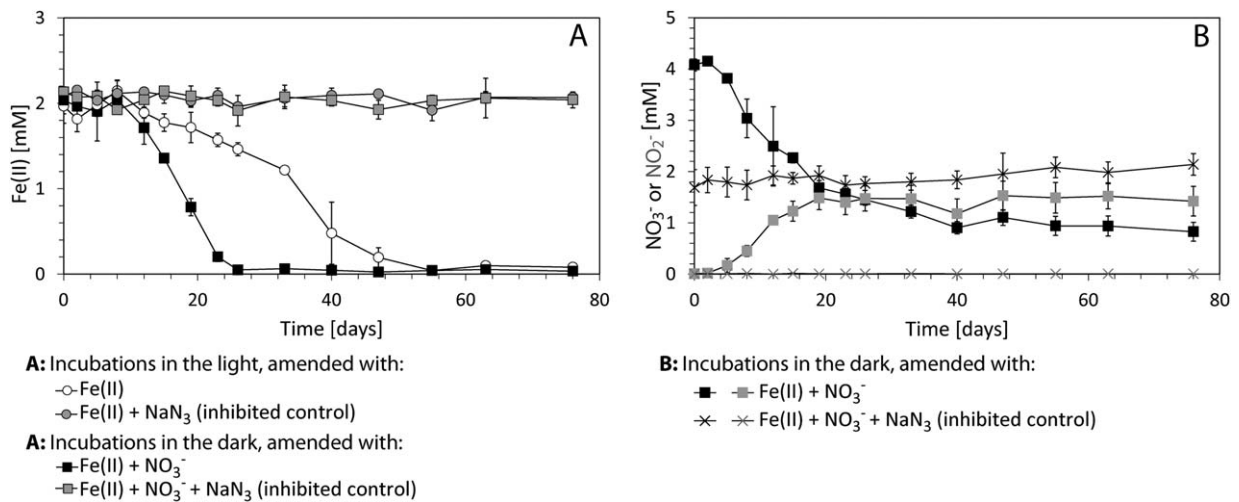 A
3
2
1
0
Fe(II) [mM]
0 20 40 60 80
Time [days]
A: Incubations in the light, amended with:
Fe(II)
Fe(II) + NaN₃ (inhibited control)
A: Incubations in the dark, amended with:
Fe(II) + NO₃⁻
Fe(II) + NO₃⁻ + NaN₃ (inhibited control)
B
5
4
3
2
1
0
NO₃⁻ or NO₂⁻ [mM]
0 20 40 60 80
Time [days]
B: Incubations in the dark, amended with:
Fe(II) + NO₃⁻
Fe(II) + NO₃⁻ + NaN₃ (inhibited control)